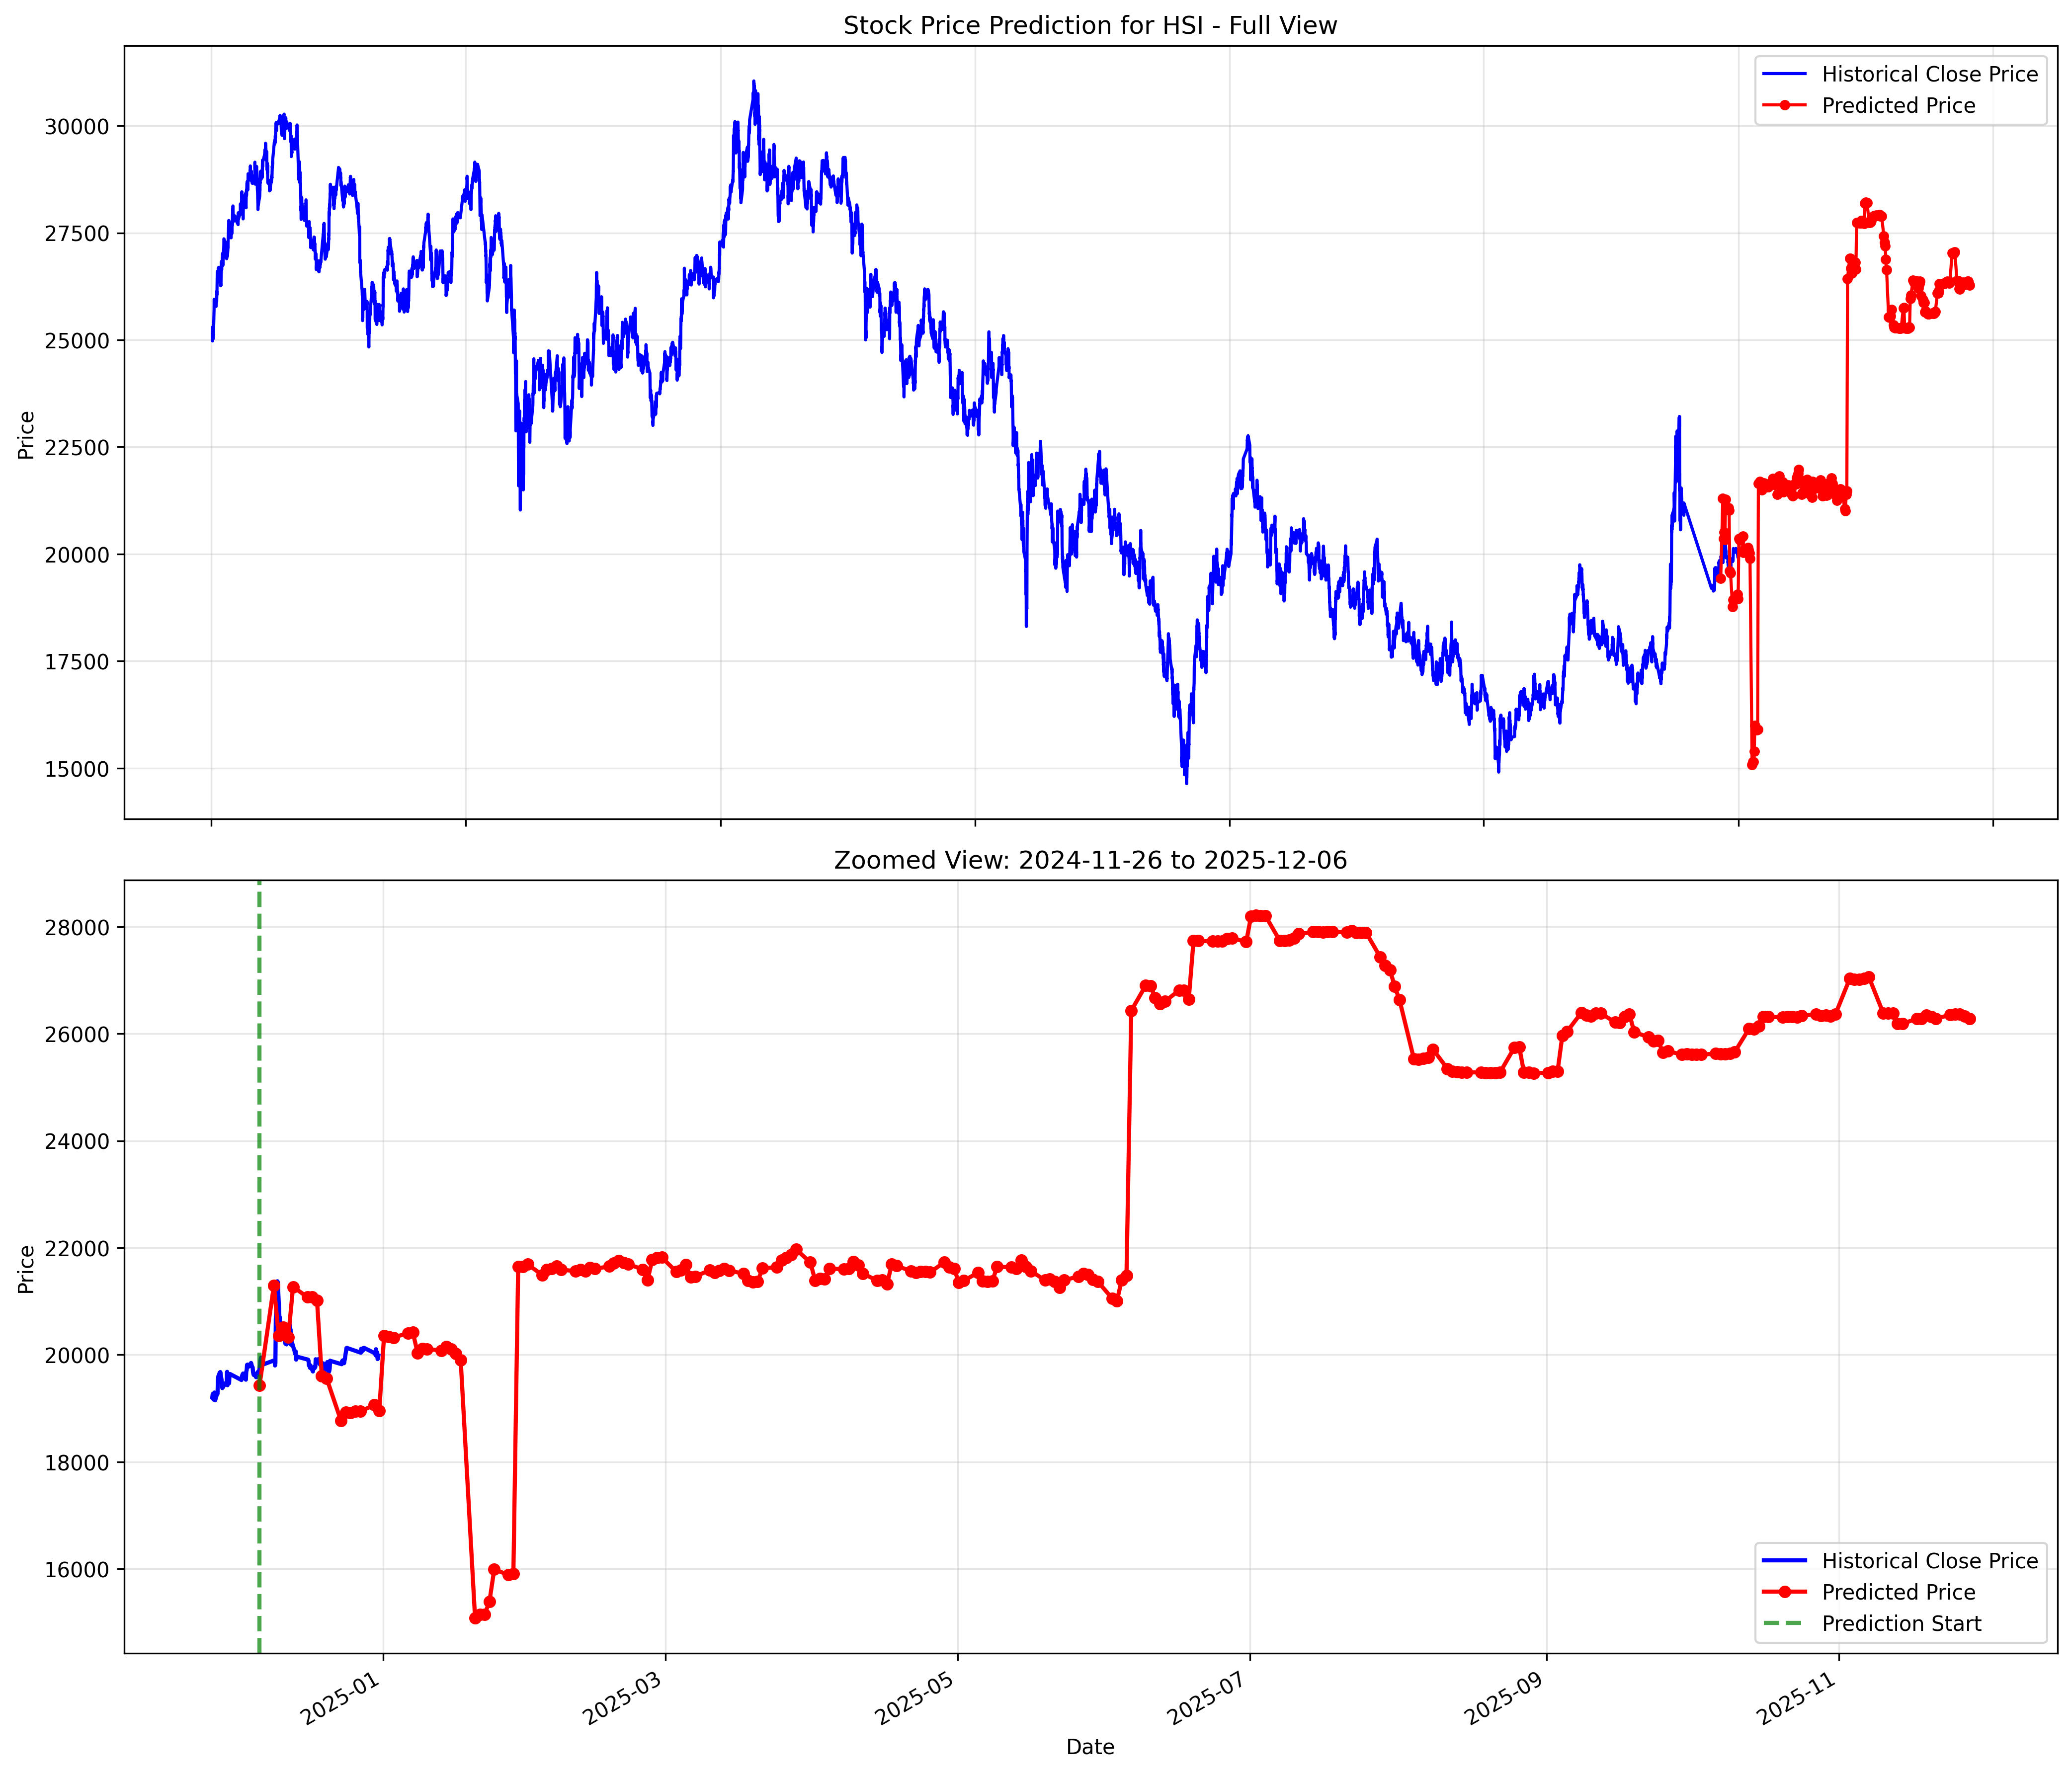 Stock Price Prediction for HSI - Full View
Historical Close Price
Predicted Price
30000
27500
25000
22500
20000
17500
15000
Price
Zoomed View: 2024-11-26 to 2025-12-06
28000
26000
24000
22000
20000
18000
16000
Price
Historical Close Price
Predicted Price
Prediction Start
2025-01
2025-03
2025-05
2025-07
2025-09
2025-11
Date